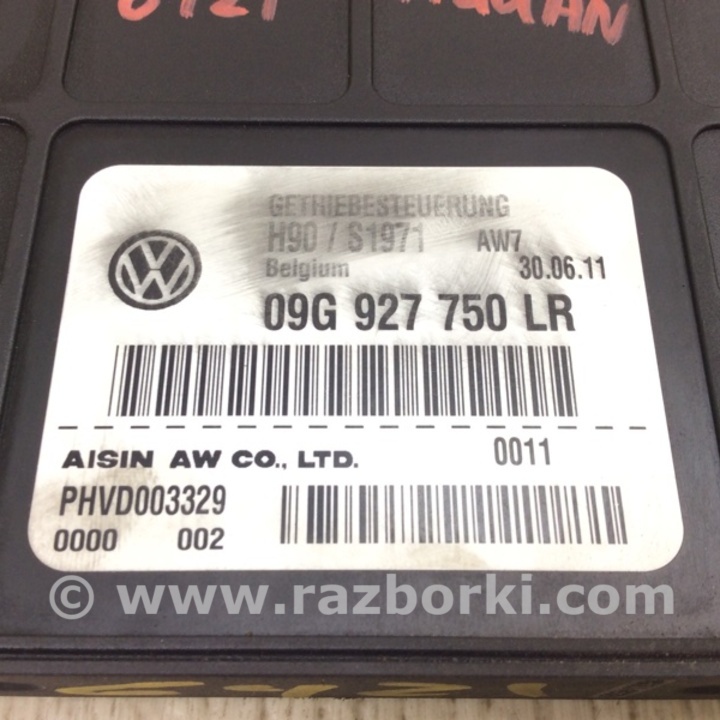 GETRIEBESTEUERUNG
H90 / S1971 AW7
Belgium 30.06.11
09G 927 750 LR
AISIN AW CO., LTD. 0011
PHVD003329
0000 002
© www.razborki.com